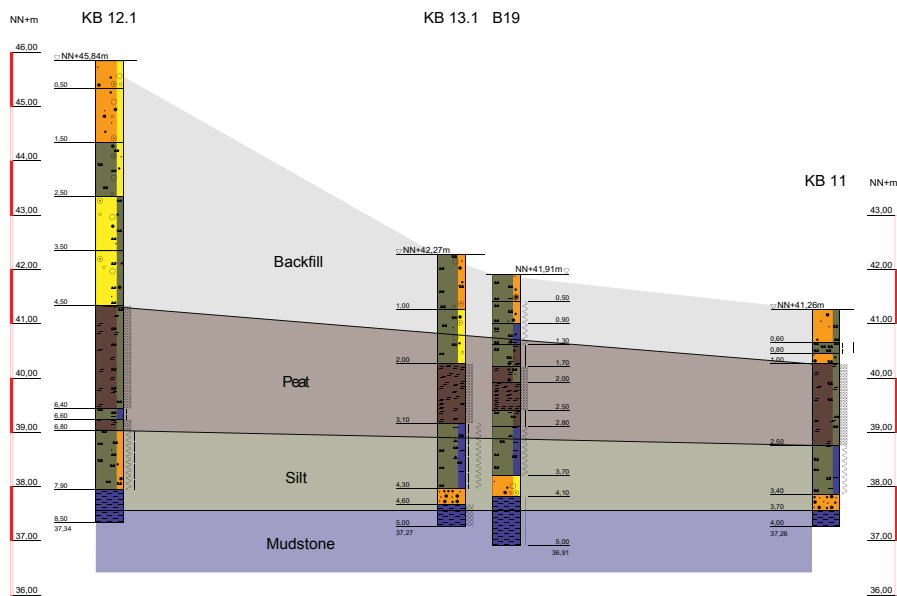 KB 12.1 KB 13.1 B19
NN+m
46,00
NN+45,84m
0,50
45,00
1,50
44,00
2,50
KB 11 NN+m
43,00 43,00
3,50
NN+42,27m
Backfill
42,00 NN+41,91m 42,00
4,50 0,50
1,00 NN+41,26m
41,00 0,90 41,00
1,30 0,60
0,80
2,00 1,70 1,00
40,00 Peat 2,00 40,00
6,40 2,50
6,60 3,10 2,80
39,00 6,80 39,00
2,50
Silt 3,70
38,00 7,90 4,30 4,10 3,40 38,00
4,60 3,70
8,50 5,00 4,00
37,34 37,27 37,26
37,00 Mudstone 5,00 37,00
36,91
36,00 36,00